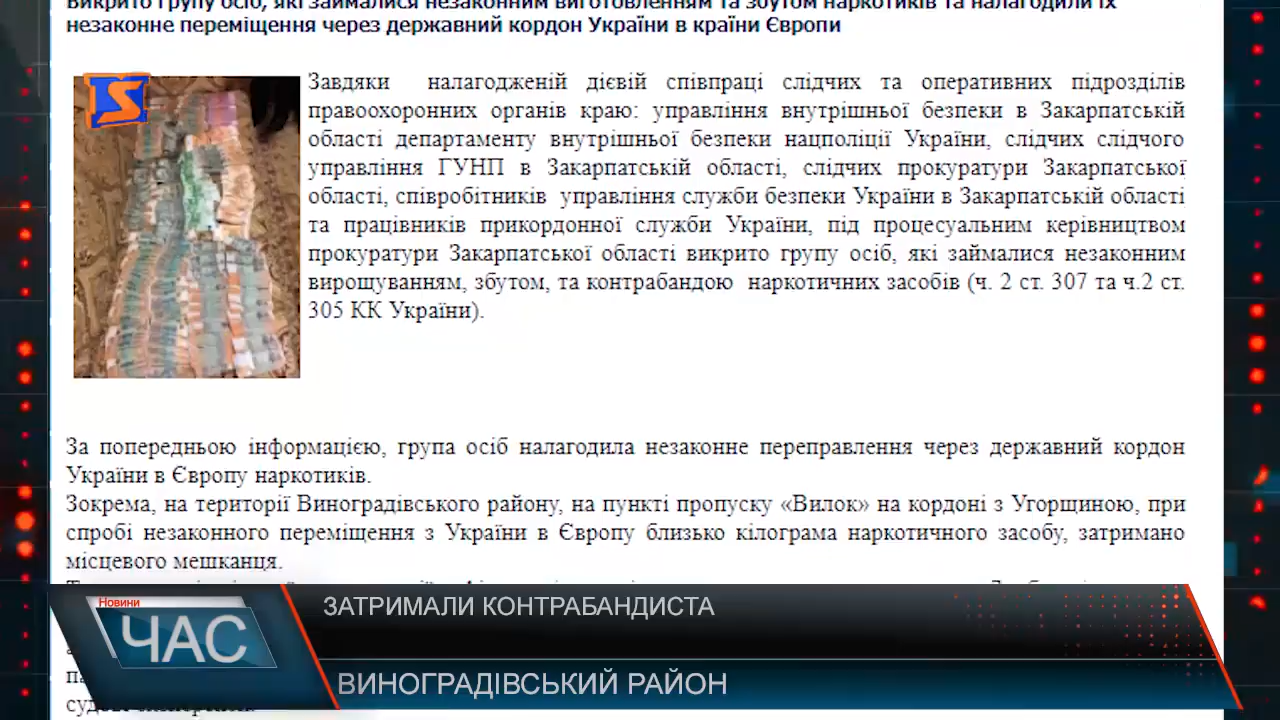 Викрито групу осіб, які займалися незаконним виготовленням та збутом наркотиків та налагодили їх
незаконне переміщення через державний кордон України в країни Європи
Завдяки налагодженій дієвій співпраці слідчих та оперативних підрозділів
правоохоронних органів краю: управління внутрішньої безпеки в Закарпатській
області департаменту внутрішньої безпеки нацполіції України, слідчих слідчого
управління ГУНП в Закарпатській області, слідчих прокуратури Закарпатської
області, співробітників управління служби безпеки України в Закарпатській області
та працівників прикордонної служби України, під процесуальним керівництвом
прокуратури Закарпатської області викрито групу осіб, які займалися незаконним
вирощуванням, збутом, та контрабандою наркотичних засобів (ч. 2 ст. 307 та ч.2 ст.
305 КК України).
За попередньою інформацією, група осіб налагодила незаконне переправлення через державний кордон
України в Європу наркотиків.
Зокрема, на території Виноградівського району, на пункті пропуску «Вилок» на кордоні з Угорщиною, при
спробі незаконного переміщення з України в Європу близько кілограма наркотичного засобу, затримано
місцевого мешканця.
Новини
ЧАС
ЗАТРИМАЛИ КОНТРАБАНДИСТА
ВИНОГРАДІВСЬКИЙ РАЙОН